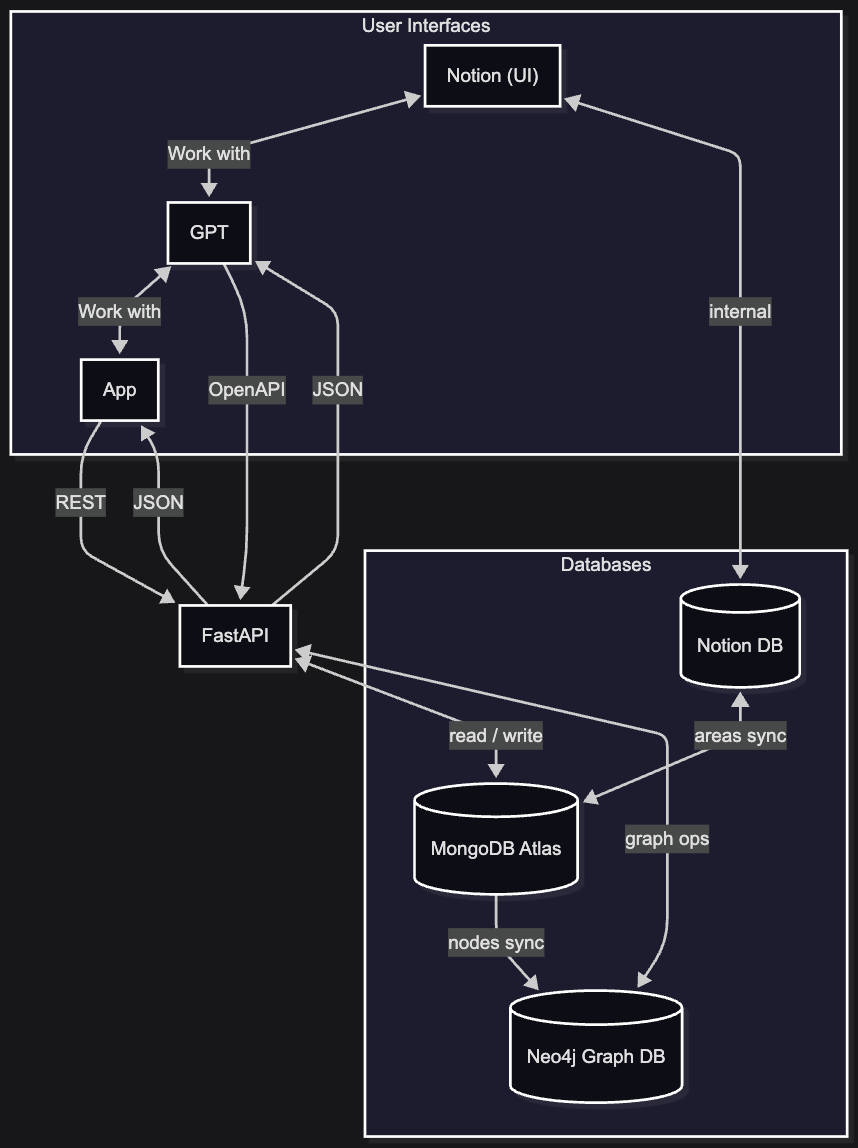 User Interfaces
Notion (UI)
Work with
GPT
Work with
internal
App
OpenAPI
JSON
REST
JSON
Databases
FastAPI
Notion DB
read / write
areas sync
graph ops
MongoDB Atlas
nodes sync
Neo4j Graph DB